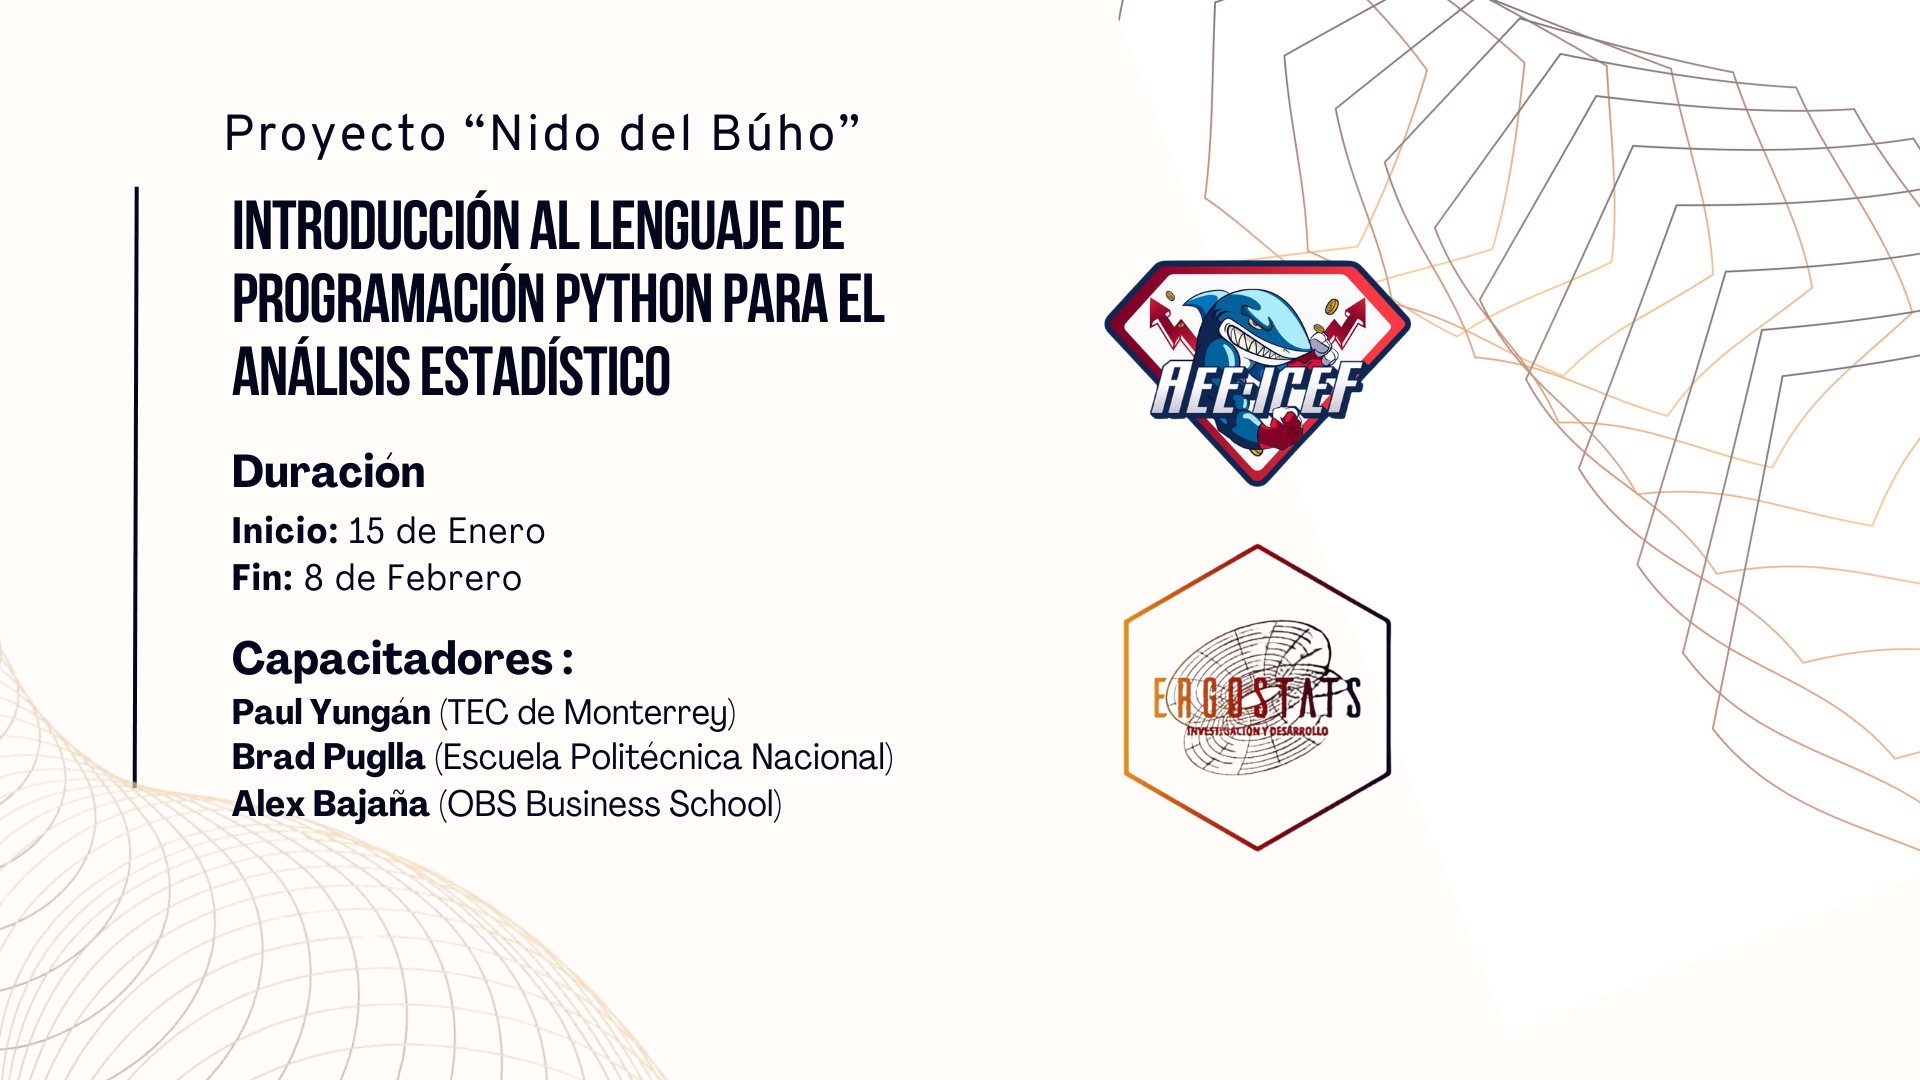 Proyecto “Nido del Búho”
INTRODUCCIÓN AL LENGUAJE DE
PROGRAMACIÓN PYTHON PARA EL
ANÁLISIS ESTADÍSTICO
Duración
Inicio: 15 de Enero
Fin: 8 de Febrero
Capacitadores :
Paul Yungán (TEC de Monterrey)
Brad Puglla (Escuela Politécnica Nacional)
Alex Bajaña (OBS Business School)
AEE-ICEF
ERGOSTATS
INVESTIGACIÓN Y DESARROLLO